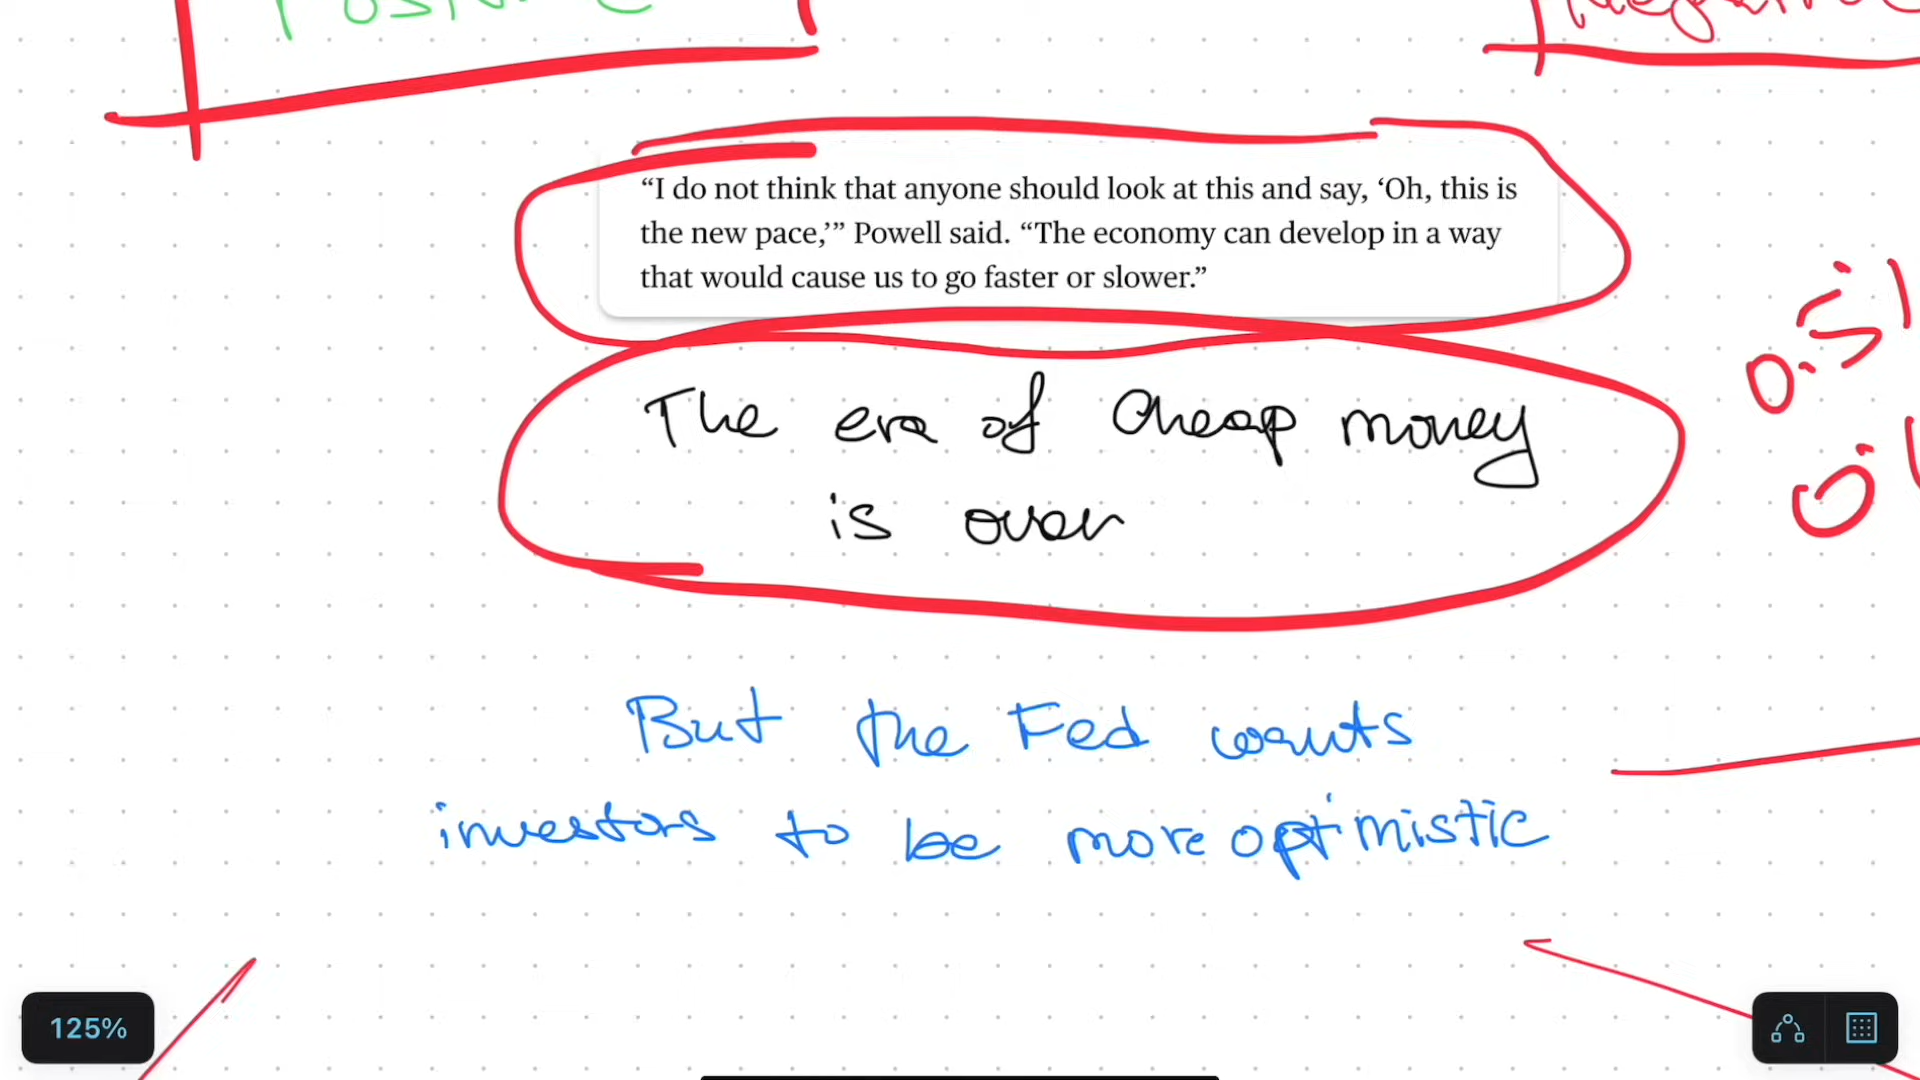 Positive
Negative
“I do not think that anyone should look at this and say, ‘Oh, this is
the new pace,’” Powell said. “The economy can develop in a way
that would cause us to go faster or slower.”
The era of Cheap money
is over
But the Fed wants
investors to be more optimistic
125%